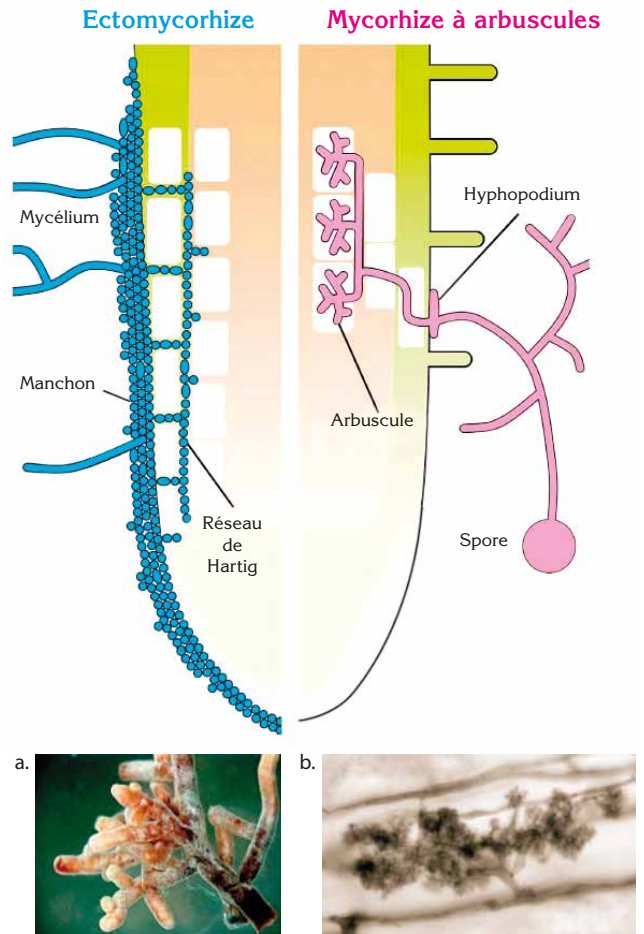 Ectomycorhize
Mycorhize à arbuscules
Mycélium
Hyphopodium
Manchon
Arbuscule
Réseau
de
Hartig
Spore
a.
b.